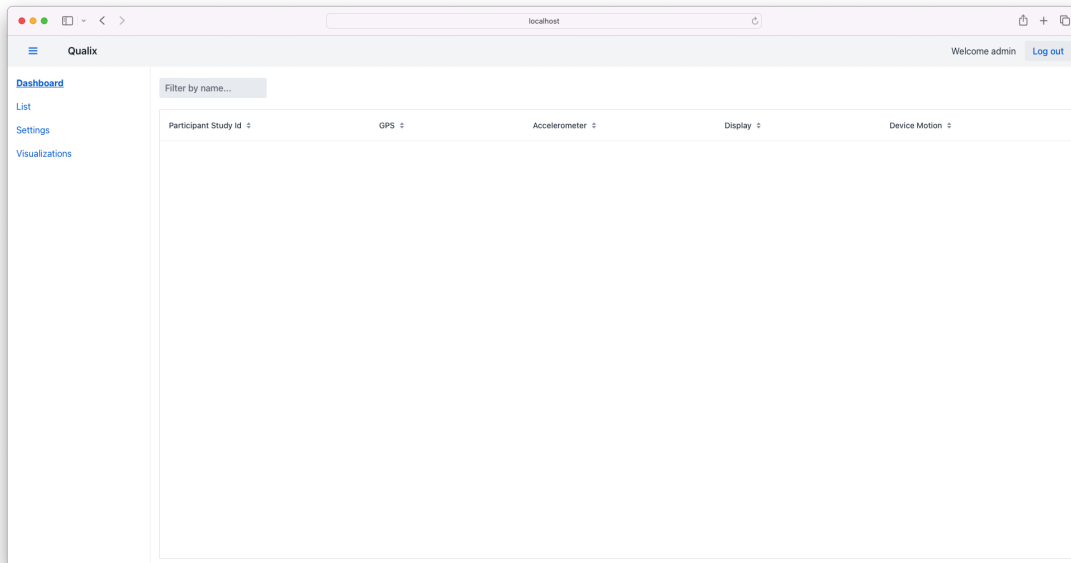 localhost
Qualix
Welcome admin Log out
Dashboard
List
Settings
Visualizations
Filter by name...
Participant Study Id GPS Accelerometer Display Device Motion